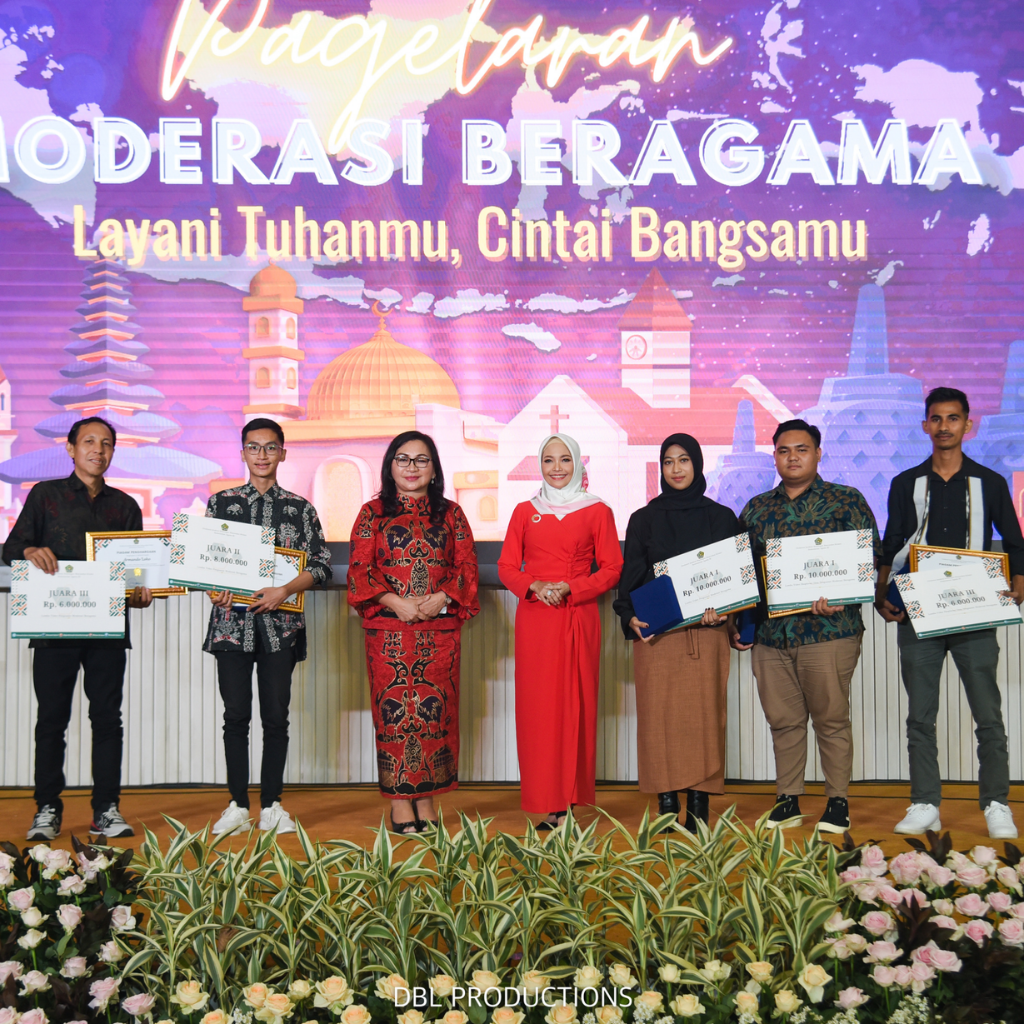 Pagelaran
MODERASI BERAGAMA
Layani Tuhanmu, Cintai Bangsamu
JUARA III
Rp. 6.000.000
JUARA II
Rp. 8.000.000
JUARA I
Rp. 10.000.000
JUARA I
Rp. 10.000.000
JUARA III
Rp. 6.000.000
DBL PRODUCTIONS